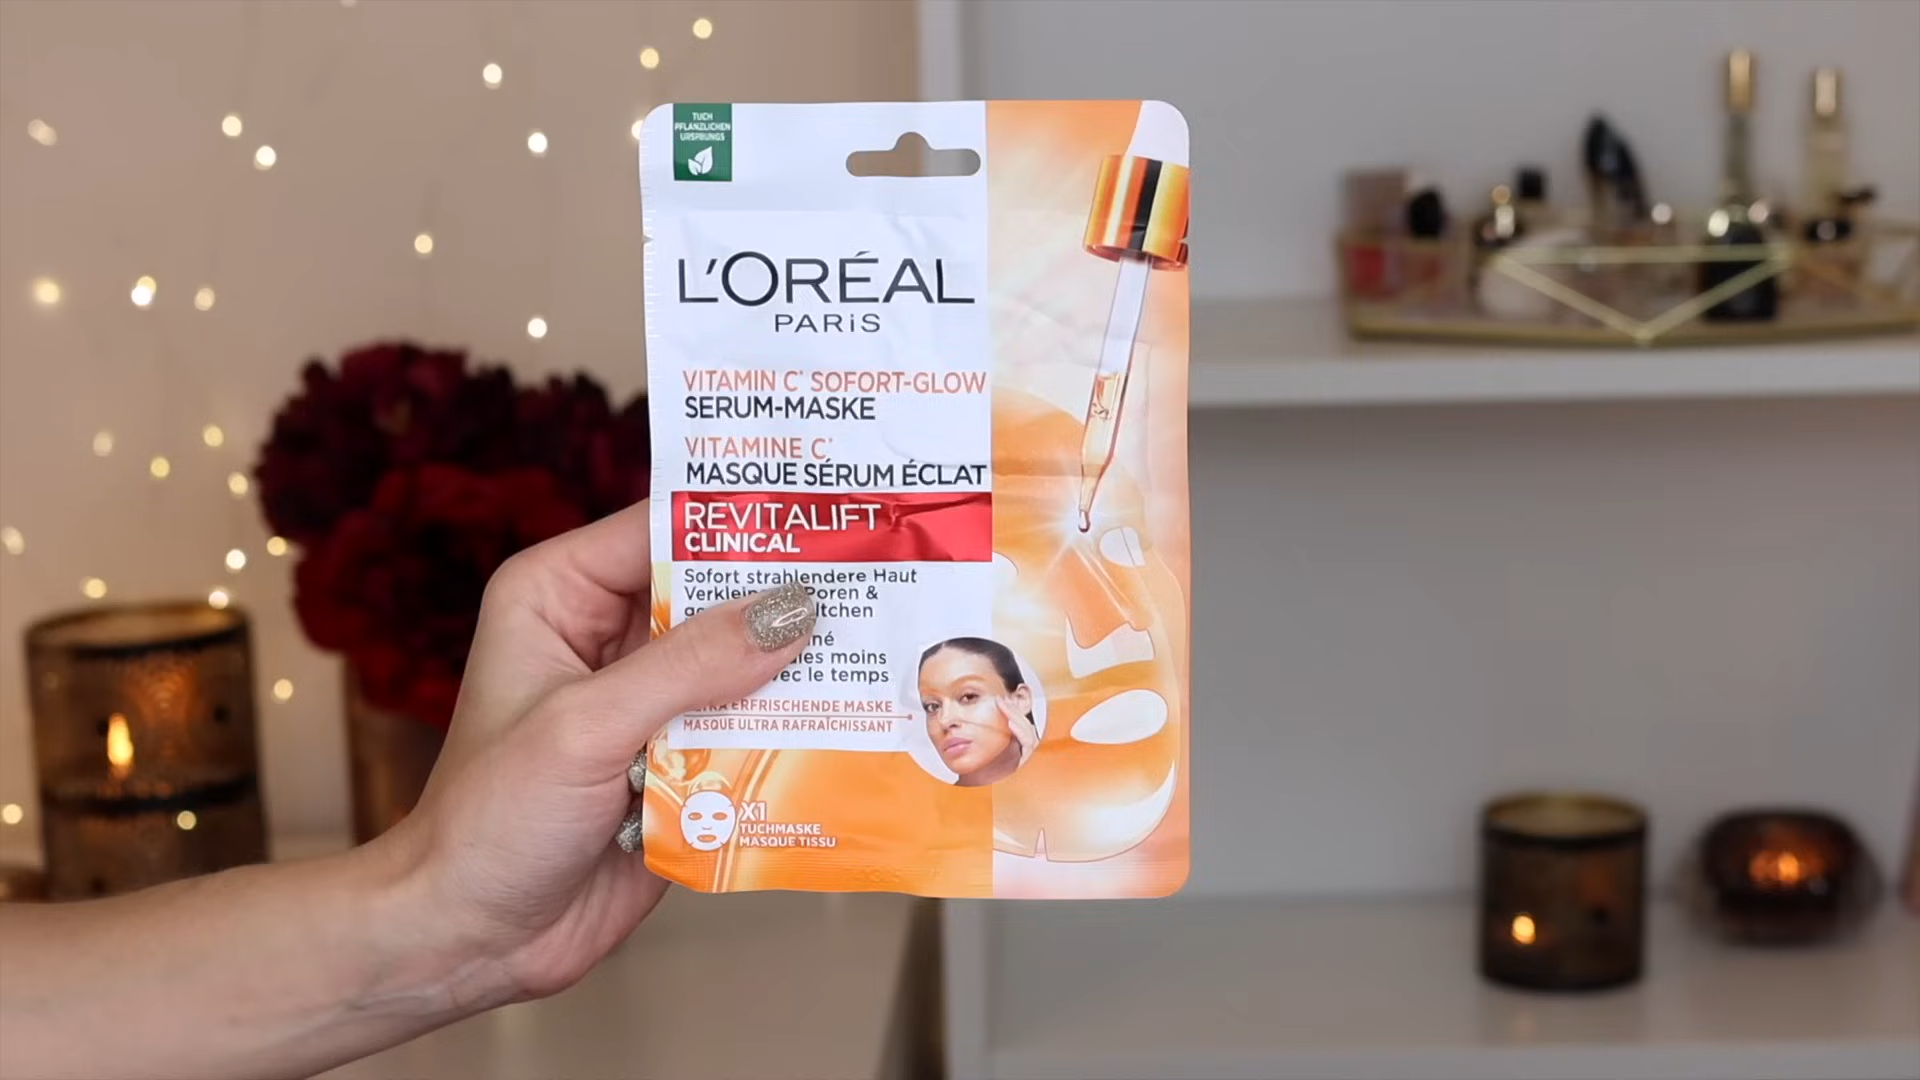 TUCH
PFLANZLICHEN
URSPRUNGS
L'ORÉAL
PARiS
VITAMIN C* SOFORT-GLOW
SERUM-MASKE
VITAMINE C*
MASQUE SÉRUM ÉCLAT
REVITALIFT
CLINICAL
Sofort strahlendere Haut
Poren &
moins
le temps
ERFRISCHENDE MASKE
MASQUE ULTRA RAFRAÎCHISSANT
X1
TUCHMASKE
MASQUE TISSU